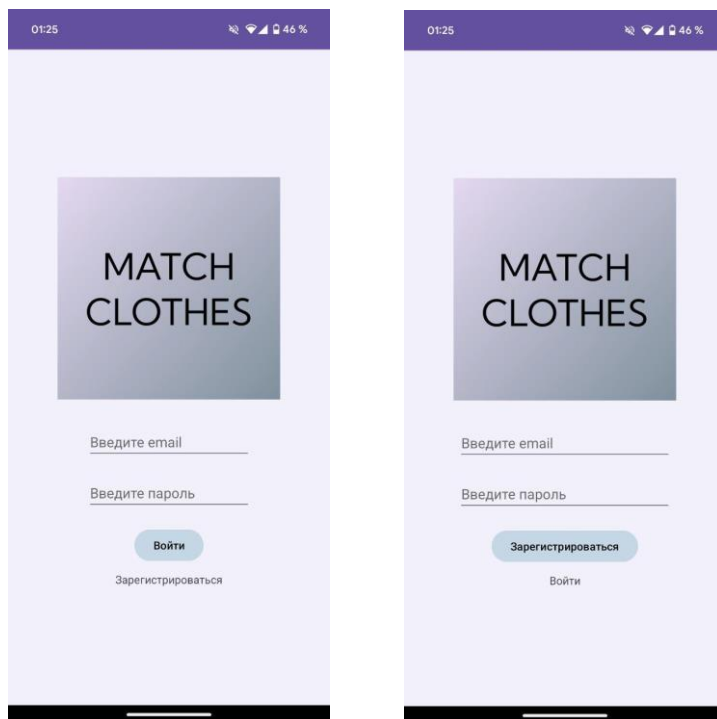 01:25
46 %
MATCH
CLOTHES
Введите email
Введите пароль
Войти
Зарегистрироваться
01:25
46 %
MATCH
CLOTHES
Введите email
Введите пароль
Зарегистрироваться
Войти